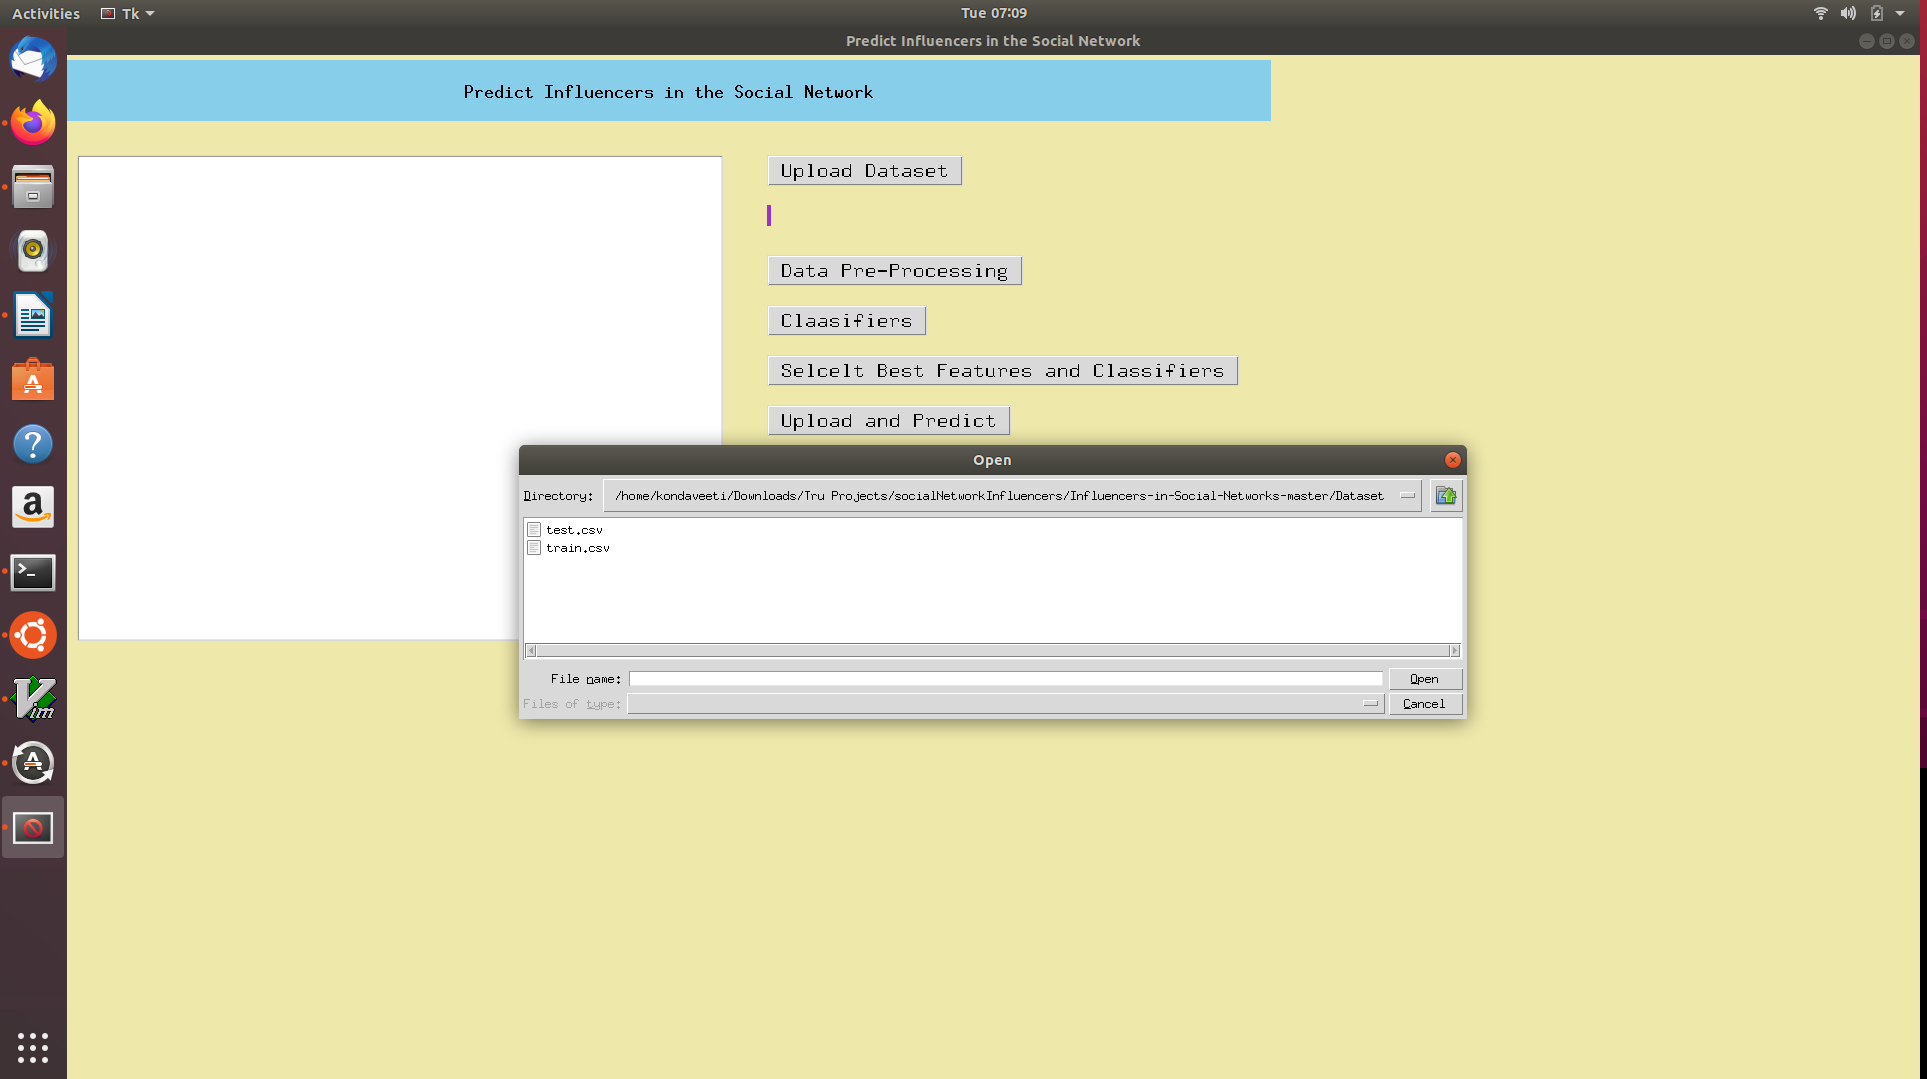 Activities Tk Tue 07:09
Predict Influencers in the Social Network
Predict Influencers in the Social Network
Upload Dataset
Data Pre-Processing
Claasifiers
Selcelt Best Features and Classifiers
Upload and Predict
Open
Directory: /home/kondaveeti/Downloads/Tru Projects/socialNetworkInfluencers/Influencers-in-Social-Networks-master/Dataset
test.csv
train.csv
File name: Open
Files of type: Cancel